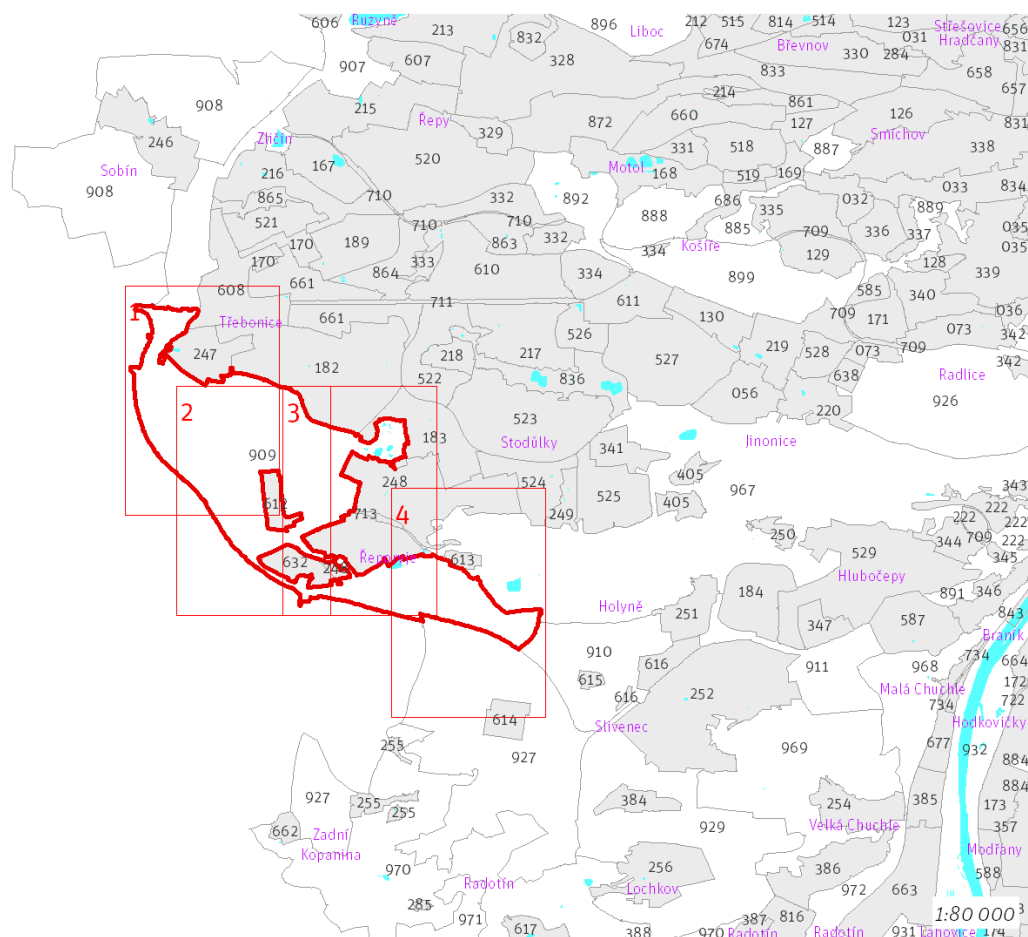 606 Ruzyně 213 832 896 Liboc 212 515 814 514 123 Střešovice 656
031 Hradčany 831
907 607 328 674 Břevnov 330 284
908 833 658
215 214 861 657
Řepy 872 660 127 126
246 Zličín 329 331 518 887 Smíchov 831
Sobín 216 167 520 Motol 168 519 169 338
908 865 710 332 892 686 335 032 033 834
521 710 710 888 885 709 336 889 035
170 189 863 332 334 Košíře 129 337 035
170 864 333 610 334 899 128 339
608 661 711 611 585 340
1 Třebonice 661 130 709 171 073 036
526 342
247 218 217 527 219 528 073 709 342
182 522 836 638 Radlice
056 926
2 3 523 220
183 Stodůlky Jinonice
909 341 405
248 524 525 967 343
612 713 4 249 405 222 222
250 344 709 222
222
632 248 613 529 345
Hlubočepy
184 891 346
Holyně 251 347 587 843
Braník
910 911 968 734 664
615 616 252 Malá Chuchle 172
616 734 722
614 Slivenec Hodkovičky
255 927 677 932
969 884
927 884
255 255 384 254 385 173
662 Zadní 929 Velká Chuchle 357
Kopanina Modřany
970 256 386 588
Radotín Lochkov 972 663
285 387 816 1:80 000
971 617 388 970 Radotín Radotín 931 174